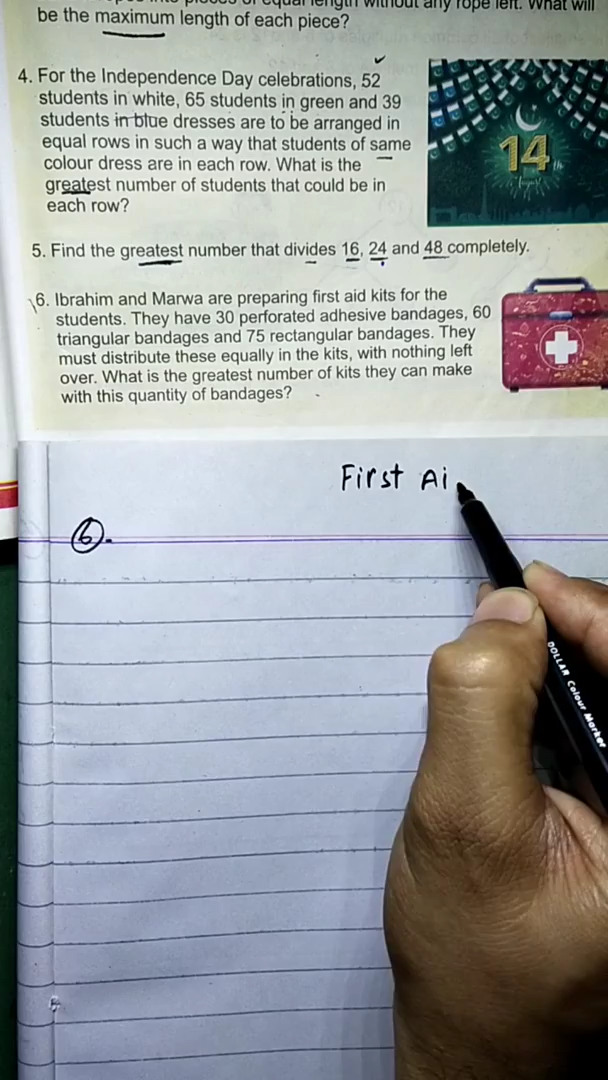 be the maximum length of each piece?
4. For the Independence Day celebrations, 52
students in white, 65 students in green and 39
students in blue dresses are to be arranged in
equal rows in such a way that students of same
colour dress are in each row. What is the
greatest number of students that could be in
each row?
14
5. Find the greatest number that divides 16, 24 and 48 completely.
6. Ibrahim and Marwa are preparing first aid kits for the
students. They have 30 perforated adhesive bandages, 60
triangular bandages and 75 rectangular bandages. They
must distribute these equally in the kits, with nothing left
over. What is the greatest number of kits they can make
with this quantity of bandages?
First Ai
6.
DOLLAR Colour Marker